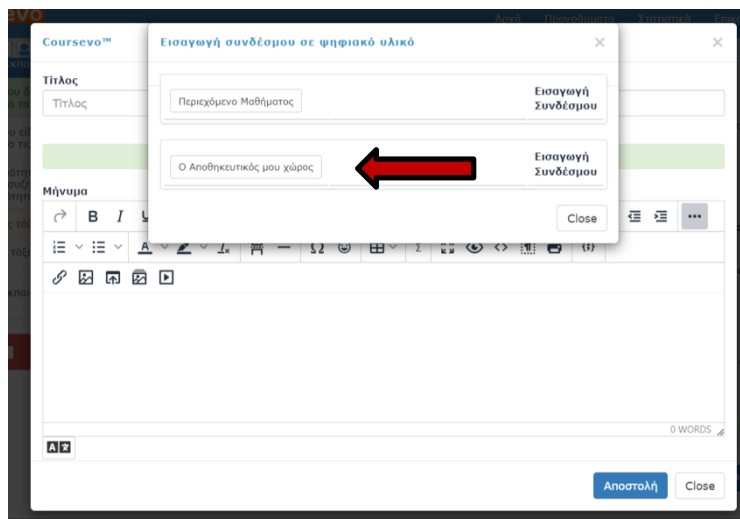 evo
Αρχή Προγράμματα Στατιστικά
Coursevo™
Εισαγωγή συνδέσμου σε ψηφιακό υλικό
×
×
Τίτλος
Τίτλος
Περιεχόμενο Μαθήματος
Εισαγωγή
Συνδέσμου
Ο Αποθηκευτικός μου χώρος
Εισαγωγή
Συνδέσμου
Close
Μήνυμα
B I U
A
Ω
Σ
0 WORDS
Αποστολή
Close